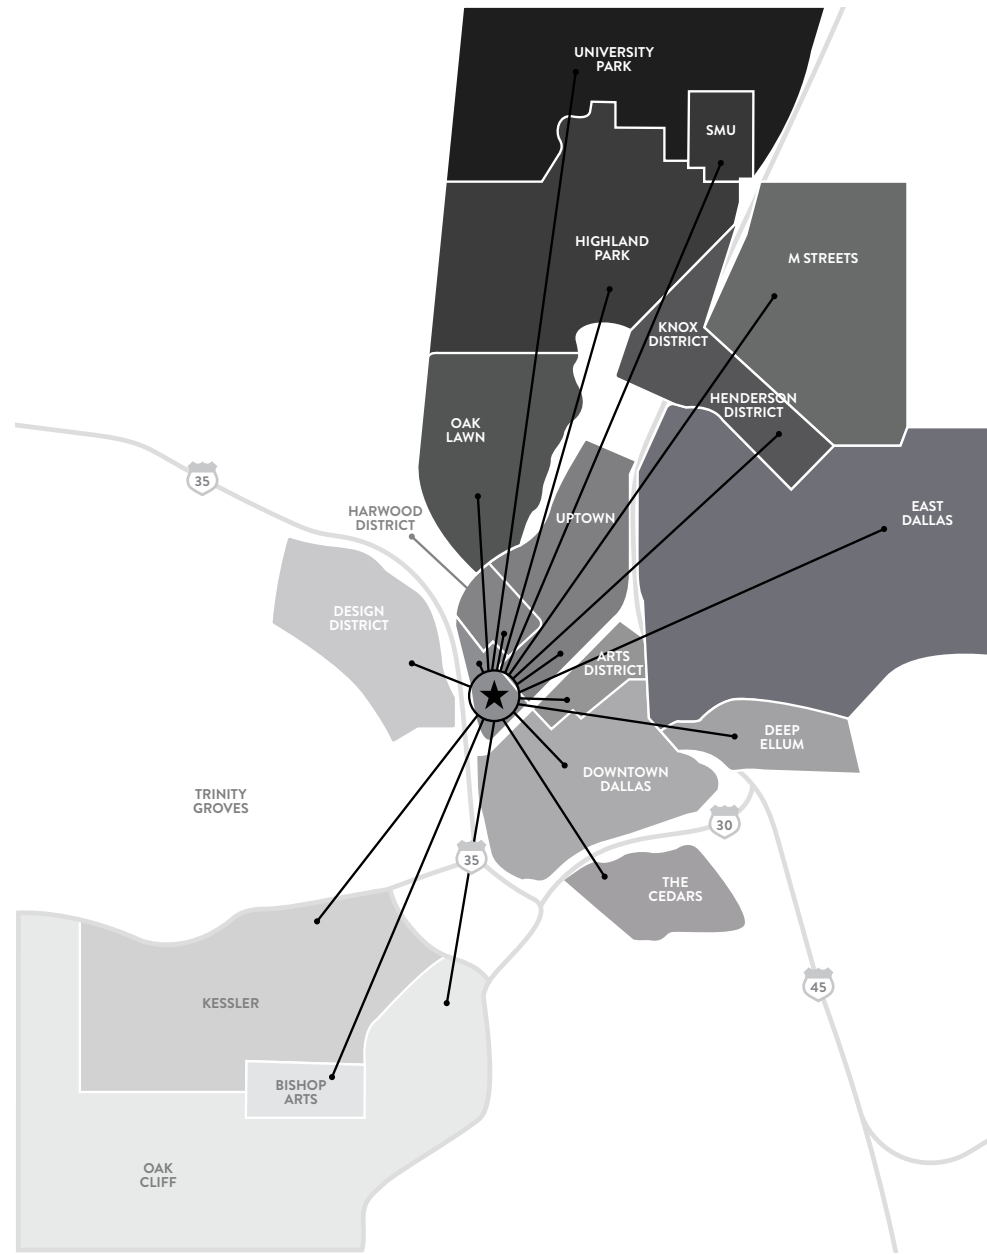 UNIVERSITY
PARK
SMU
HIGHLAND
PARK
M STREETS
KNOX
DISTRICT
HENDERSON
DISTRICT
OAK
LAWN
35
HARWOOD
DISTRICT
UPTOWN
EAST
DALLAS
DESIGN
DISTRICT
ARTS
DISTRICT
DEEP
ELLUM
DOWNTOWN
DALLAS
TRINITY
GROVES
30
35
THE
CEDARS
45
KESSLER
BISHOP
ARTS
OAK
CLIFF